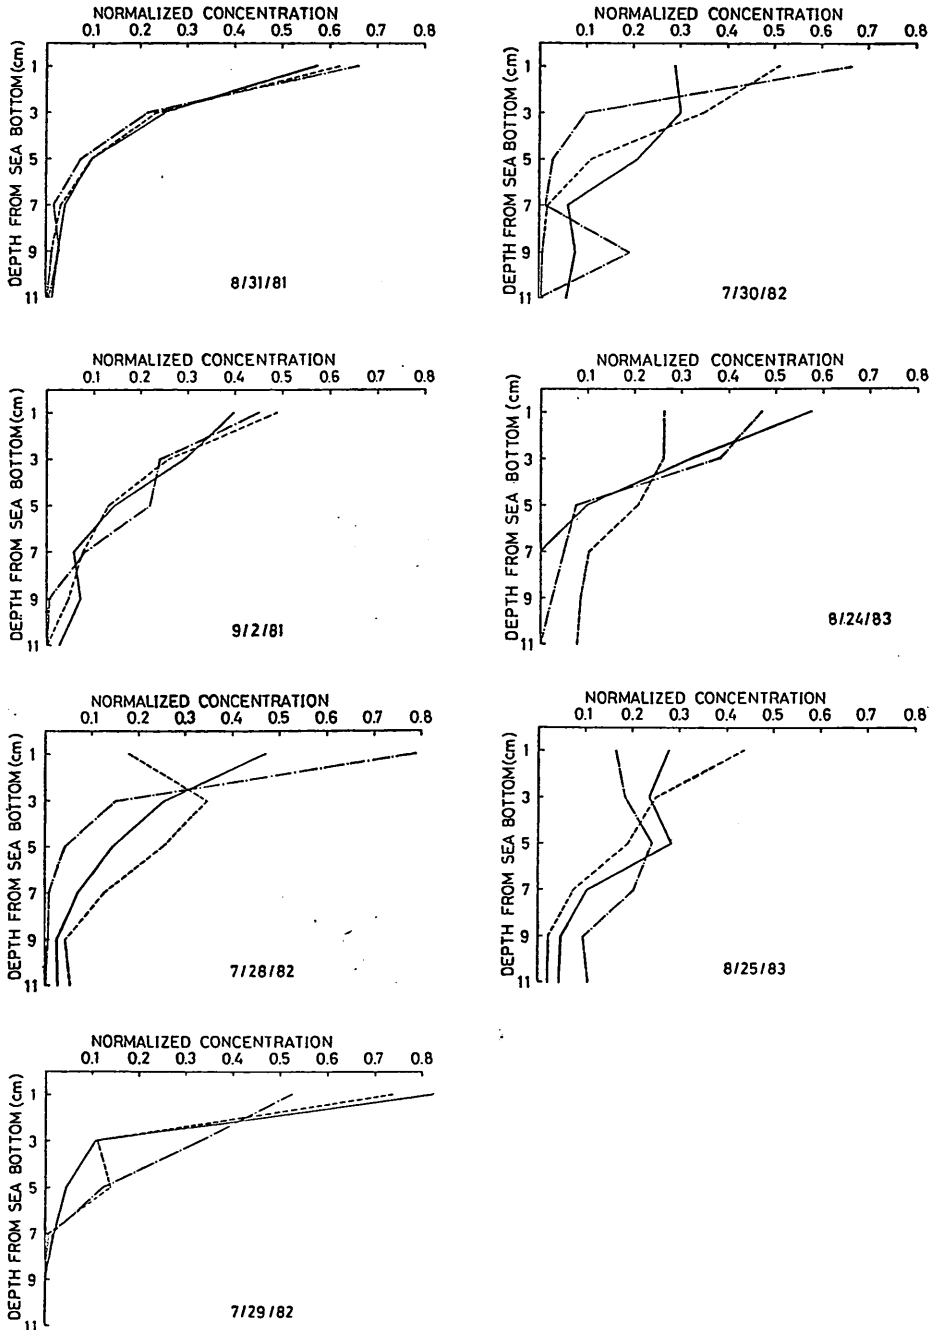 NORMALIZED CONCENTRATION
0.1 0.2 0.3 0.4 0.5 0.6 0.7 0.8
DEPTH FROM SEA BOTTOM (cm)
1
3
5
7
9
11
8/31/81
NORMALIZED CONCENTRATION
0.1 0.2 0.3 0.4 0.5 0.6 0.7 0.8
DEPTH FROM SEA BOTTOM (cm)
1
3
5
7
9
11
7/30/82
NORMALIZED CONCENTRATION
0.1 0.2 0.3 0.4 0.5 0.6 0.7 0.8
DEPTH FROM SEA BOTTOM (cm)
1
3
5
7
9
11
9/2/81
NORMALIZED CONCENTRATION
0.1 0.2 0.3 0.4 0.5 0.6 0.7 0.8
DEPTH FROM SEA BOTTOM (cm)
1
3
5
7
9
11
8/24/83
NORMALIZED CONCENTRATION
0.1 0.2 0.3 0.4 0.5 0.6 0.7 0.8
DEPTH FROM SEA BOTTOM (cm)
1
3
5
7
9
11
7/28/82
NORMALIZED CONCENTRATION
0.1 0.2 0.3 0.4 0.5 0.6 0.7 0.8
DEPTH FROM SEA BOTTOM (cm)
1
3
5
7
9
11
8/25/83
NORMALIZED CONCENTRATION
0.1 0.2 0.3 0.4 0.5 0.6 0.7 0.8
DEPTH FROM SEA BOTTOM (cm)
1
3
5
7
9
11
7/29/82